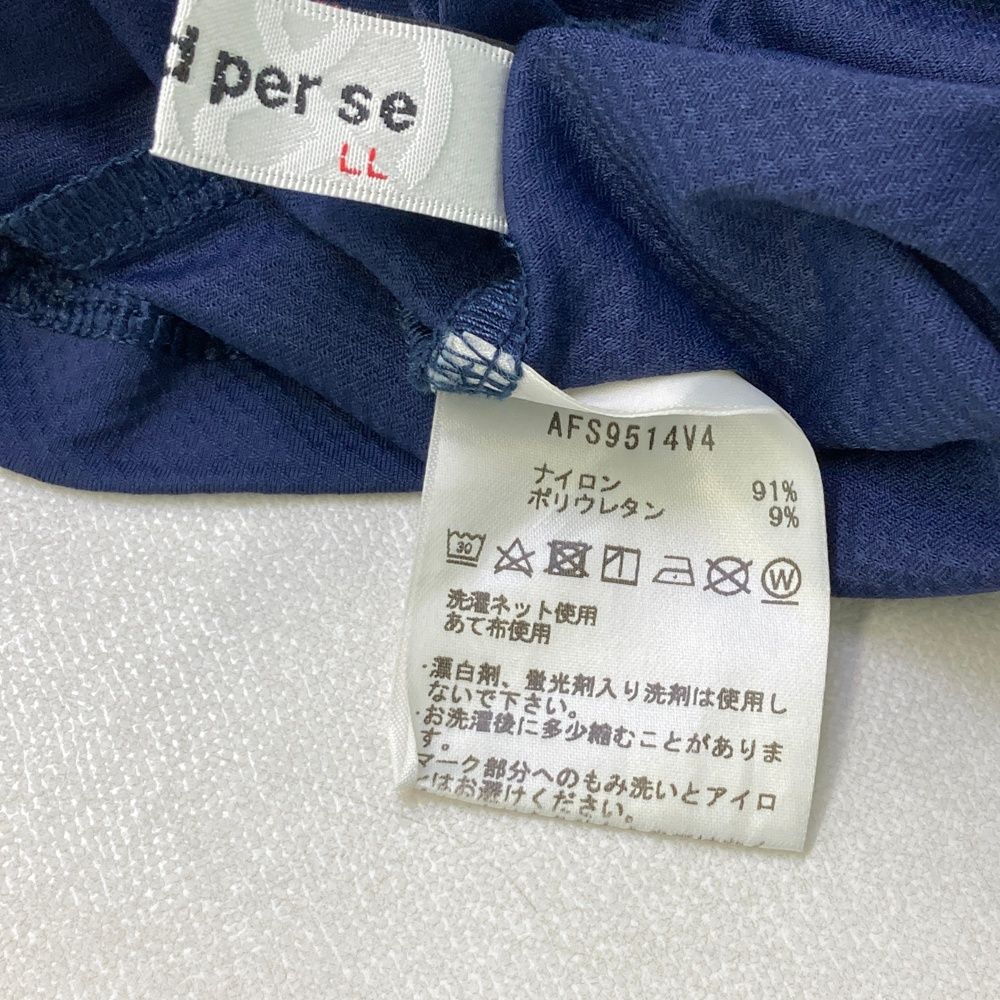 d per se
LL
AFS9514V4
ナイロン 91%
ポリウレタン 9%
30 W
洗濯ネット使用
あて布使用
・漂白剤、蛍光剤入り洗剤は使用し
ないで下さい。
・お洗濯後に多少縮むことがありま
す。
マーク部分へのもみ洗いとアイロ
ンはお避けください。